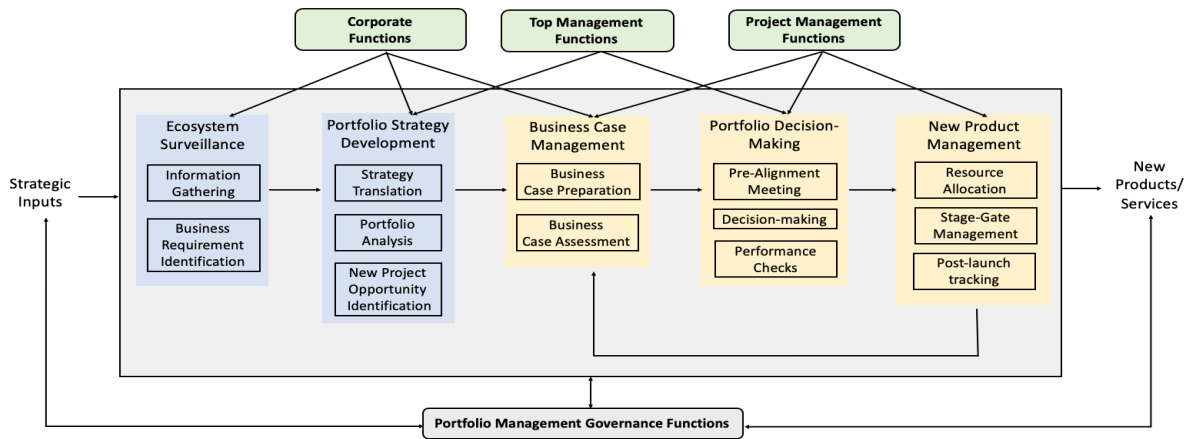 Corporate
Functions
Top Management
Functions
Project Management
Functions
Strategic
Inputs
Ecosystem
Surveillance
Information
Gathering
Business
Requirement
Identification
Portfolio Strategy
Development
Strategy
Translation
Portfolio
Analysis
New Project
Opportunity
Identification
Business Case
Management
Business
Case Preparation
Business
Case Assessment
Portfolio Decision-
Making
Pre-Alignment
Meeting
Decision-making
Performance
Checks
New Product
Management
Resource
Allocation
Stage-Gate
Management
Post-launch
tracking
New
Products/
Services
Portfolio Management Governance Functions